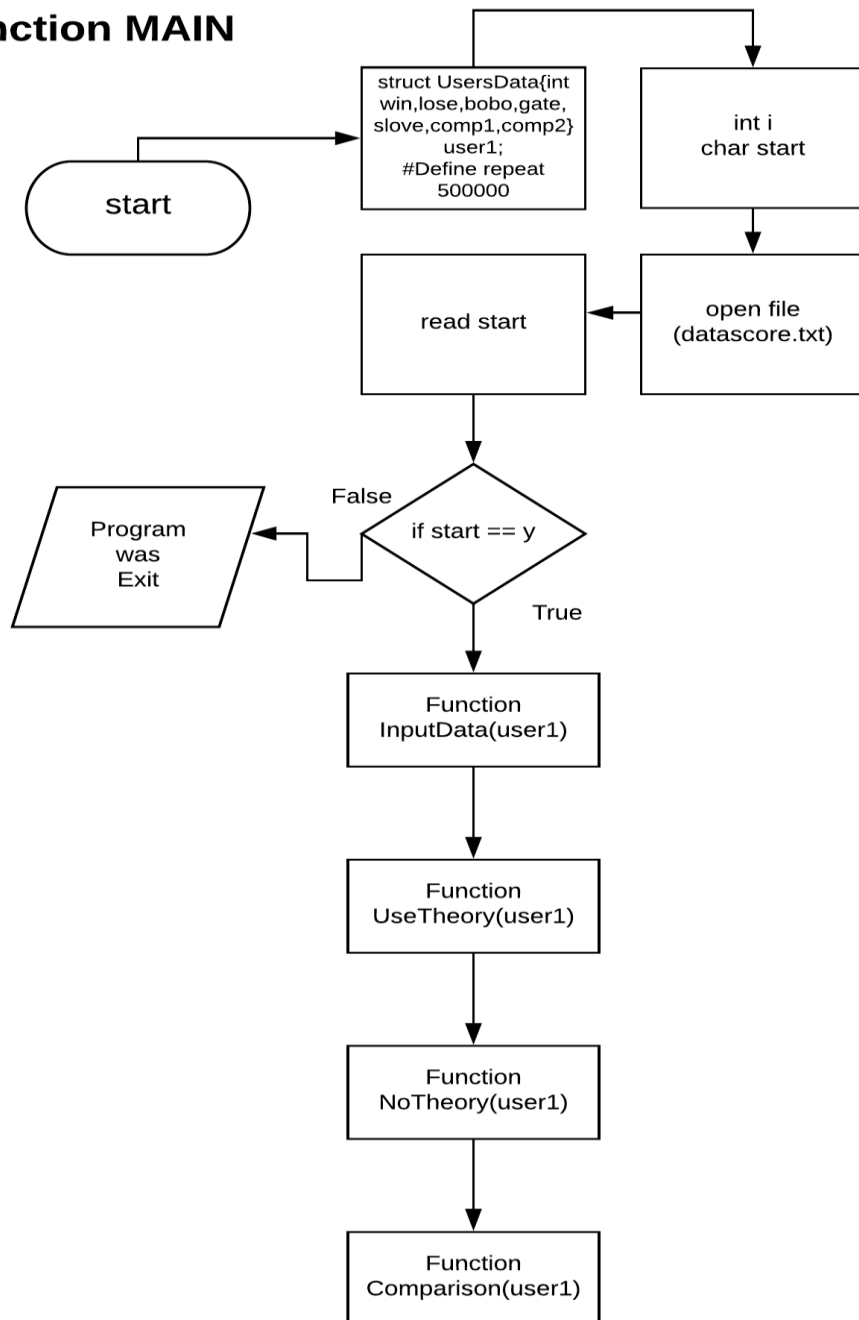 nction MAIN
start
struct UsersData{int
win,lose,bobo,gate,
slove,comp1,comp2}
user1;
#Define repeat
500000
int i
char start
open file
(datascore.txt)
read start
if start == y
False
Program
was
Exit
True
Function
InputData(user1)
Function
UseTheory(user1)
Function
NoTheory(user1)
Function
Comparison(user1)